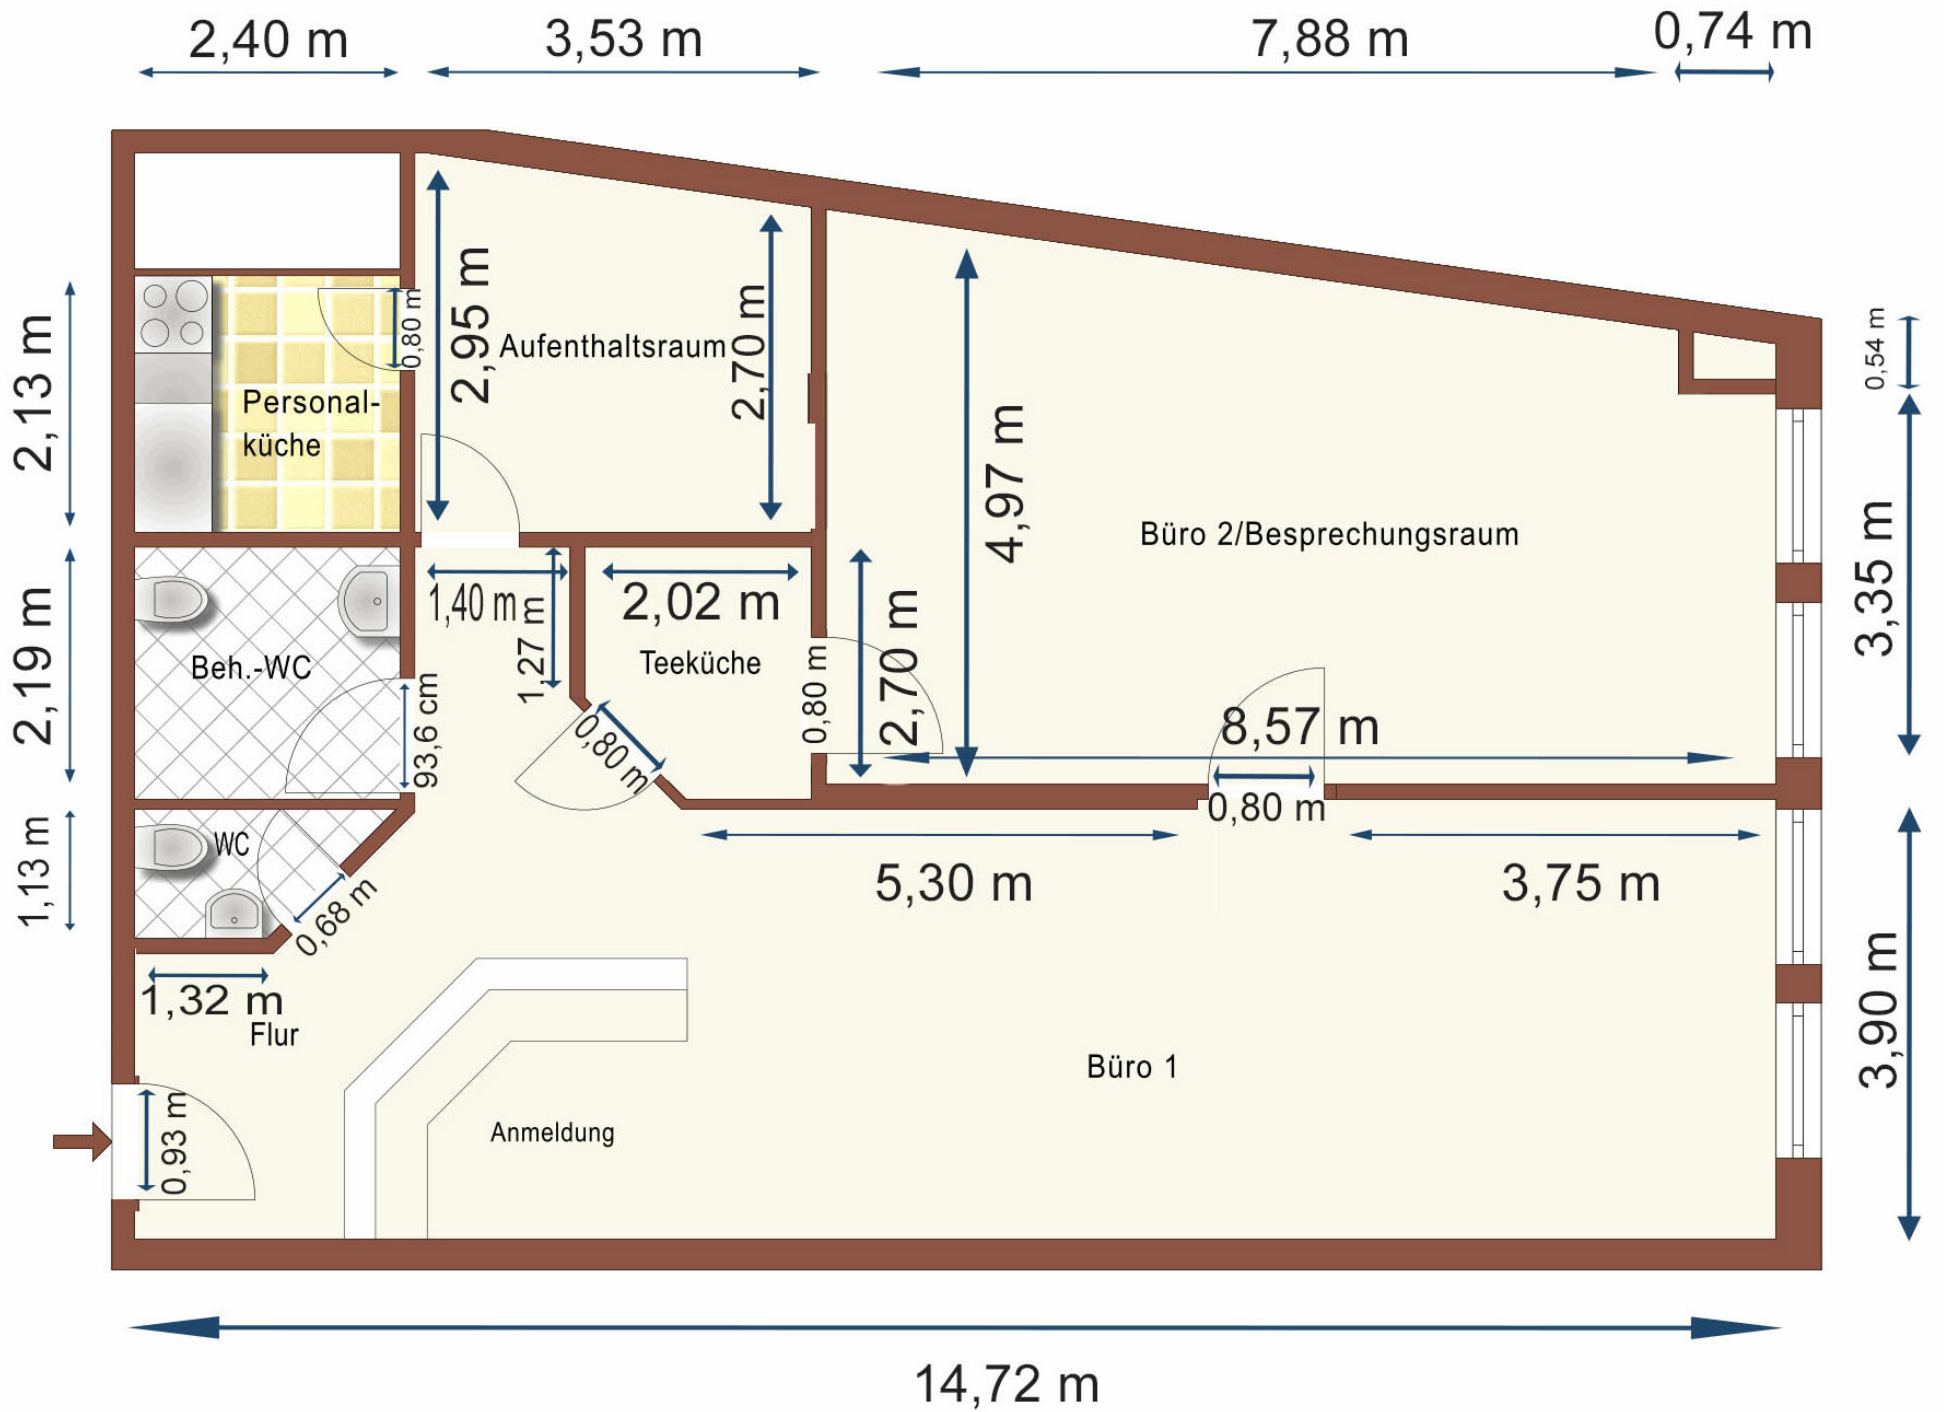 2,40 m
3,53 m
7,88 m
0,74 m
2,13 m
2,19 m
1,13 m
0,80 m
2,95 m
Aufenthaltsraum
2,70 m
Personal-
küche
4,97 m
Büro 2/Besprechungsraum
0,54 m
3,35 m
1,40 m
1,27 m
2,02 m
Teeküche
Beh.-WC
93,6 cm
0,80 m
0,80 m
2,70 m
8,57 m
0,80 m
WC
0,68 m
5,30 m
3,75 m
1,32 m
Flur
3,90 m
Büro 1
0,93 m
Anmeldung
14,72 m